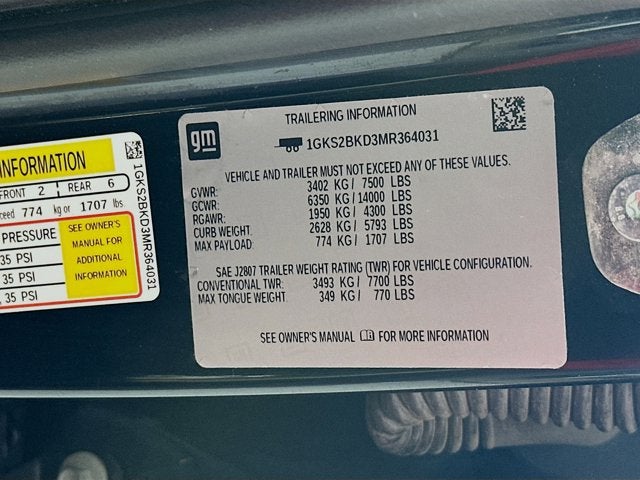 INFORMATION
FRONT 2 REAR 6
774 kg or 1707 lbs
PRESSURE
35 PSI
35 PSI
35 PSI
SEE OWNER'S
MANUAL FOR
ADDITIONAL
INFORMATION
1GKS2BKD3MR364031
gm
TRAILERING INFORMATION
1GKS2BKD3MR364031
VEHICLE AND TRAILER MUST NOT EXCEED ANY OF THESE VALUES.
GVWR: 3402 KG/ 7500 LBS
GCWR: 6350 KG/ 14000 LBS
RGAWR: 1950 KG/ 4300 LBS
CURB WEIGHT: 2628 KG/ 5793 LBS
MAX PAYLOAD: 774 KG/ 1707 LBS
SAE J2807 TRAILER WEIGHT RATING (TWR) FOR VEHICLE CONFIGURATION.
CONVENTIONAL TWR: 3493 KG/ 7700 LBS
MAX TONGUE WEIGHT: 349 KG/ 770 LBS
SEE OWNER'S MANUAL FOR MORE INFORMATION